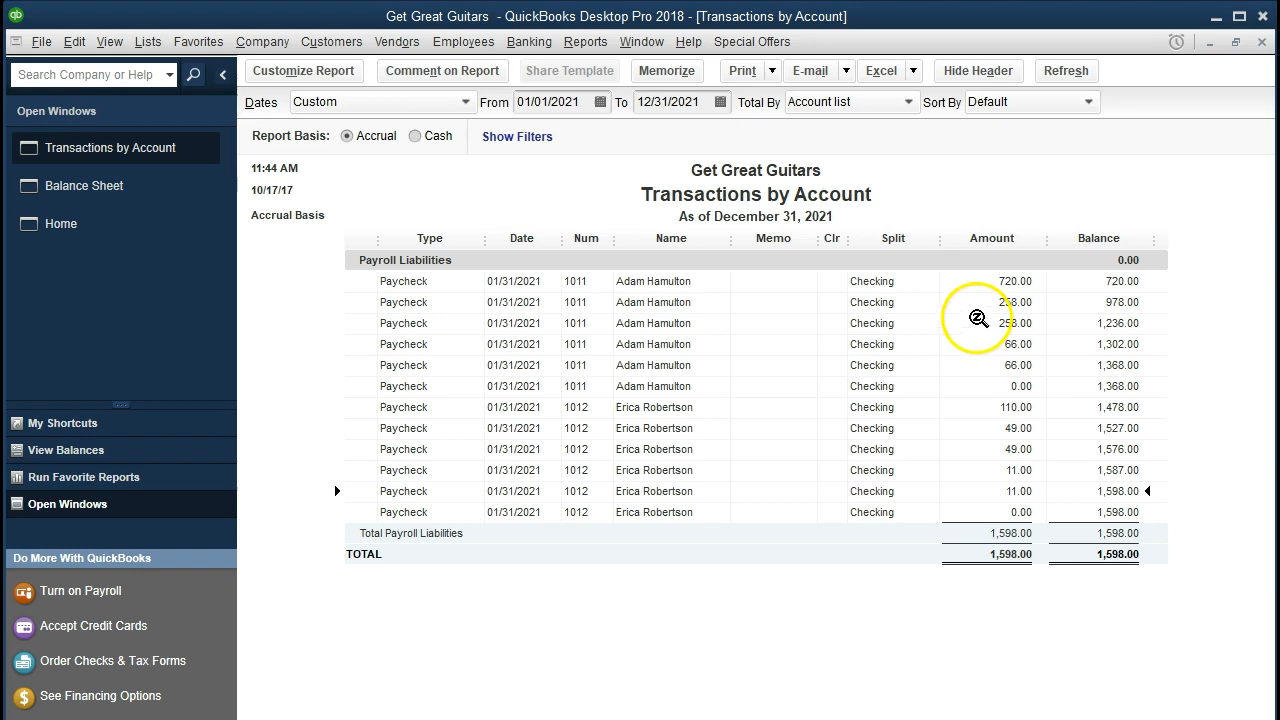 Get Great Guitars - QuickBooks Desktop Pro 2018 - [Transactions by Account]
File Edit View Lists Favorites Company Customers Vendors Employees Banking Reports Window Help Special Offers
Search Company or Help
Customize Report Comment on Report Share Template Memorize Print E-mail Excel Hide Header Refresh
Dates Custom From 01/01/2021 To 12/31/2021 Total By Account list Sort By Default
Report Basis: Accrual Cash Show Filters
Open Windows
Transactions by Account
Balance Sheet
Home
My Shortcuts
View Balances
Run Favorite Reports
Open Windows
Do More With QuickBooks
Turn on Payroll
Accept Credit Cards
Order Checks & Tax Forms
See Financing Options
11:44 AM
10/17/17
Accrual Basis
Get Great Guitars
Transactions by Account
As of December 31, 2021
Type Date Num Name Memo Clr Split Amount Balance
Payroll Liabilities 0.00
Paycheck 01/31/2021 1011 Adam Hamulton Checking 720.00 720.00
Paycheck 01/31/2021 1011 Adam Hamulton Checking 258.00 978.00
Paycheck 01/31/2021 1011 Adam Hamulton Checking 258.00 1,236.00
Paycheck 01/31/2021 1011 Adam Hamulton Checking 66.00 1,302.00
Paycheck 01/31/2021 1011 Adam Hamulton Checking 66.00 1,368.00
Paycheck 01/31/2021 1011 Adam Hamulton Checking 0.00 1,368.00
Paycheck 01/31/2021 1012 Erica Robertson Checking 110.00 1,478.00
Paycheck 01/31/2021 1012 Erica Robertson Checking 49.00 1,527.00
Paycheck 01/31/2021 1012 Erica Robertson Checking 49.00 1,576.00
Paycheck 01/31/2021 1012 Erica Robertson Checking 11.00 1,587.00
Paycheck 01/31/2021 1012 Erica Robertson Checking 11.00 1,598.00
Paycheck 01/31/2021 1012 Erica Robertson Checking 0.00 1,598.00
Total Payroll Liabilities 1,598.00 1,598.00
TOTAL 1,598.00 1,598.00